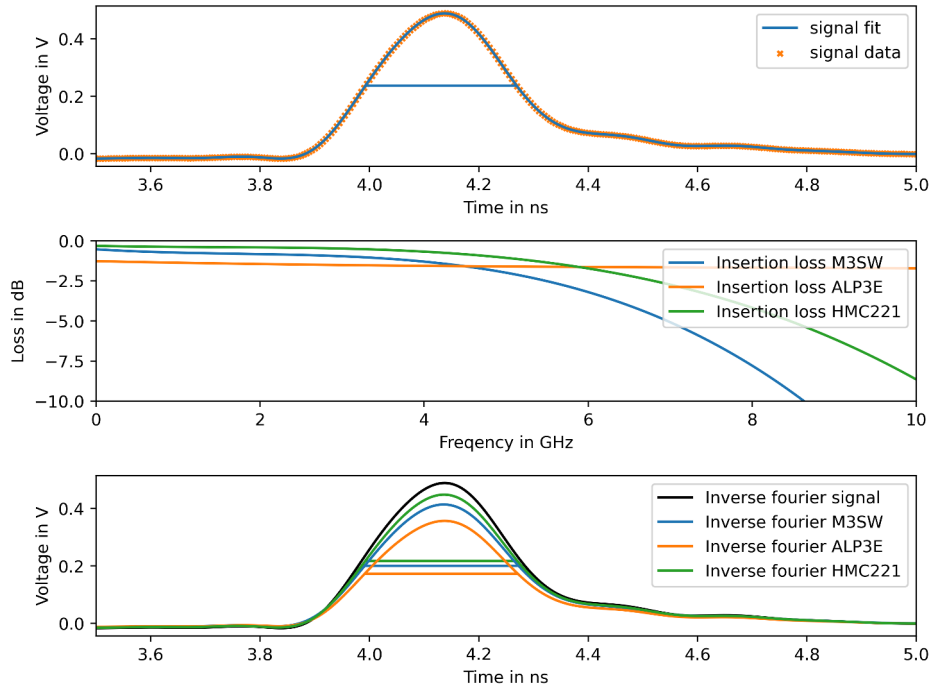 0.4
0.2
0.0
Voltage in V
signal fit
signal data
3.6
3.8
4.0
4.2
4.4
4.6
4.8
5.0
Time in ns
0.0
−2.5
−5.0
−7.5
−10.0
Loss in dB
Insertion loss M3SW
Insertion loss ALP3E
Insertion loss HMC221
0
2
4
6
8
10
Freqency in GHz
0.4
0.2
0.0
Voltage in V
Inverse fourier signal
Inverse fourier M3SW
Inverse fourier ALP3E
Inverse fourier HMC221
3.6
3.8
4.0
4.2
4.4
4.6
4.8
5.0
Time in ns